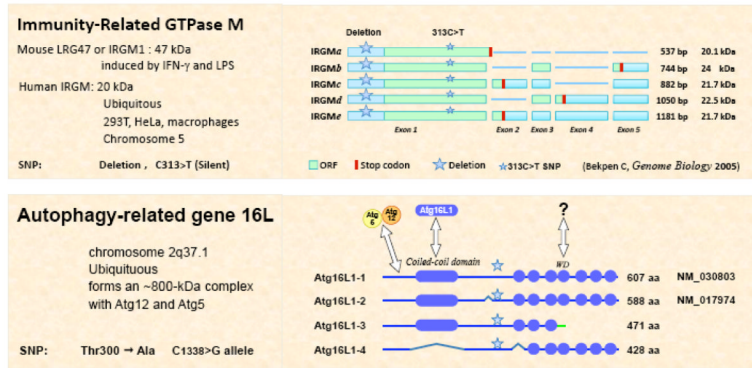 Immunity-Related GTPase M
Mouse LRG47 or IRGM1 : 47 kDa
induced by IFN-γ and LPS
Human IRGM: 20 kDa
Ubiquitous
293T, HeLa, macrophages
Chromosome 5
SNP: Deletion , C313>T (Silent)
Deletion 313C>T
IRGMa 537 bp 20.1 kDa
IRGMb 744 bp 24 kDa
IRGMc 882 bp 21.7 kDa
IRGMd 1050 bp 22.5 kDa
IRGMe 1181 bp 21.7 kDa
Exon 1 Exon 2 Exon 3 Exon 4 Exon 5
ORF Stop codon Deletion 313C>T SNP (Bekpen C, Genome Biology 2005)
Autophagy-related gene 16L
chromosome 2q37.1
Ubiquituous
forms an ~800-kDa complex
with Atg12 and Atg5
SNP: Thr300 → Ala C1338>G allele
Atg 6 Atg 12 Atg16L1 ?
Coiled-coil domain WD
Atg16L1-1 607 aa NM_030803
Atg16L1-2 588 aa NM_017974
Atg16L1-3 471 aa
Atg16L1-4 428 aa